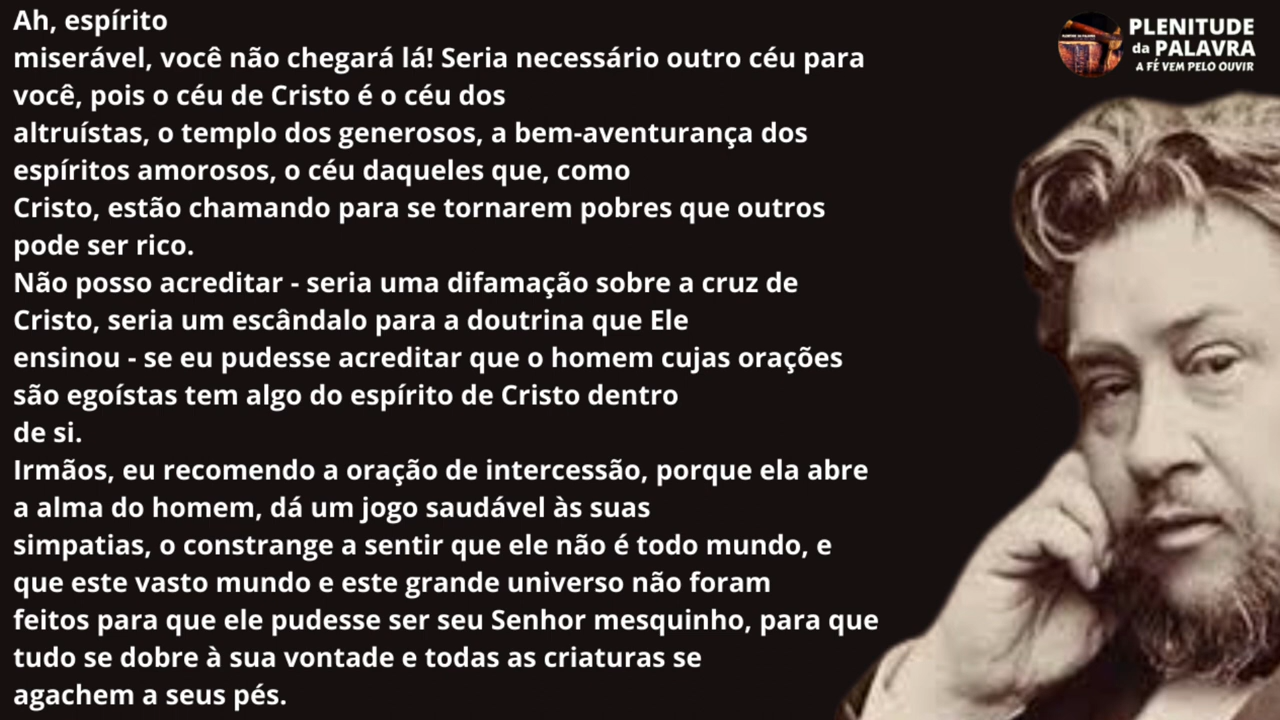 Ah, espírito
miserável, você não chegará lá! Seria necessário outro céu para
você, pois o céu de Cristo é o céu dos
altruístas, o templo dos generosos, a bem-aventurança dos
espíritos amorosos, o céu daqueles que, como
Cristo, estão chamando para se tornarem pobres que outros
pode ser rico.
Não posso acreditar - seria uma difamação sobre a cruz de
Cristo, seria um escândalo para a doutrina que Ele
ensinou - se eu pudesse acreditar que o homem cujas orações
são egoístas tem algo do espírito de Cristo dentro
de si.
Irmãos, eu recomendo a oração de intercessão, porque ela abre
a alma do homem, dá um jogo saudável às suas
simpatias, o constrange a sentir que ele não é todo mundo, e
que este vasto mundo e este grande universo não foram
feitos para que ele pudesse ser seu Senhor mesquinho, para que
tudo se dobre à sua vontade e todas as criaturas se
agachem a seus pés.
PLENITUDE
da PALAVRA
A FÉ VEM PELO OUVIR